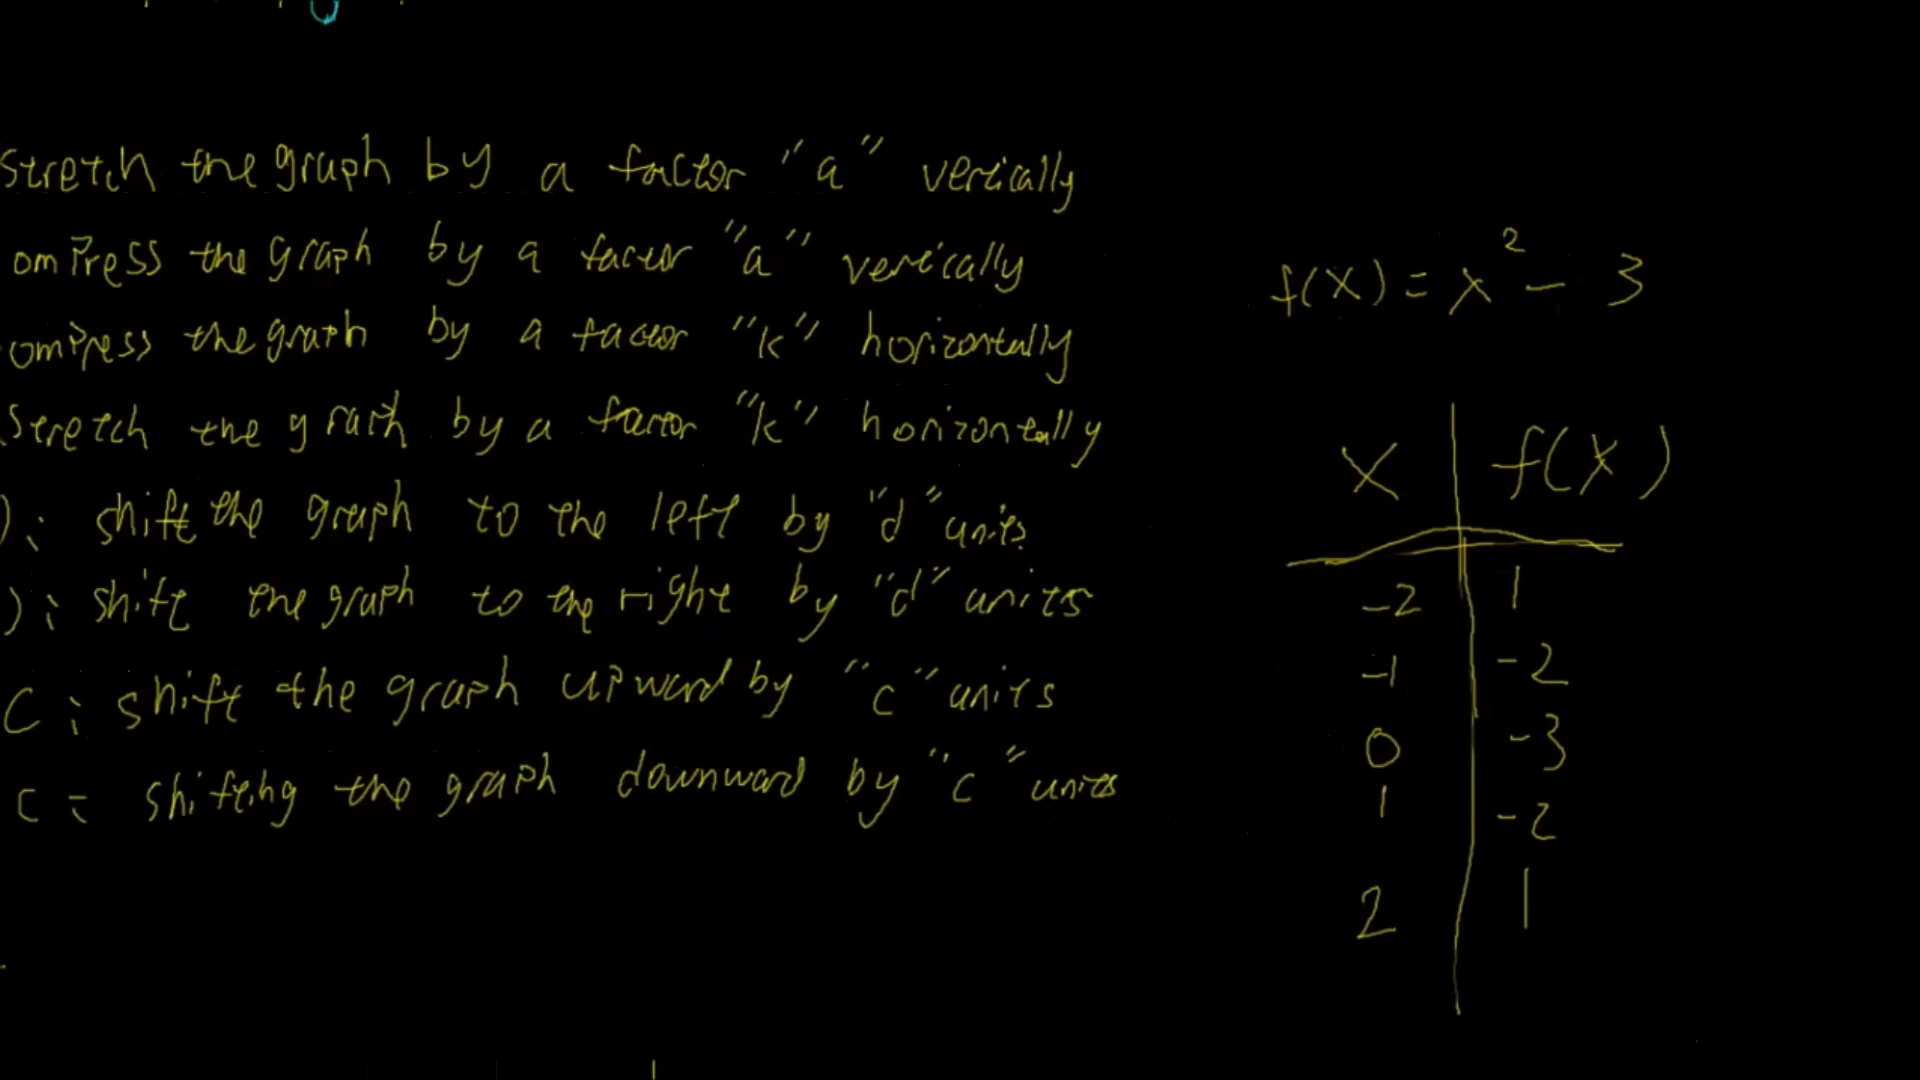 stretch the graph by a factor "a" vertically
ompress the graph by a factor "a" vertically
ompress the graph by a factor "k" horizontally
stretch the graph by a factor "k" horizontally
): shift the graph to the left by "d" units
): shift the graph to the right by "d" units
C: shift the graph upward by "c" units
C: shifting the graph downward by "c" units
f(x) = x² - 3
x f(x)
-2 1
-1 -2
0 -3
1 -2
2 1